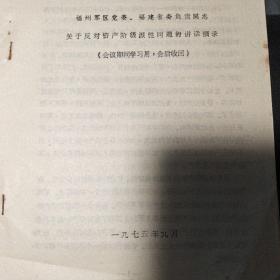 福州军区党委、福建省委负责同志
关于反对资产阶级派性问题的讲话摘录
(会议期间学习用,会后收回)
一九七五年九月